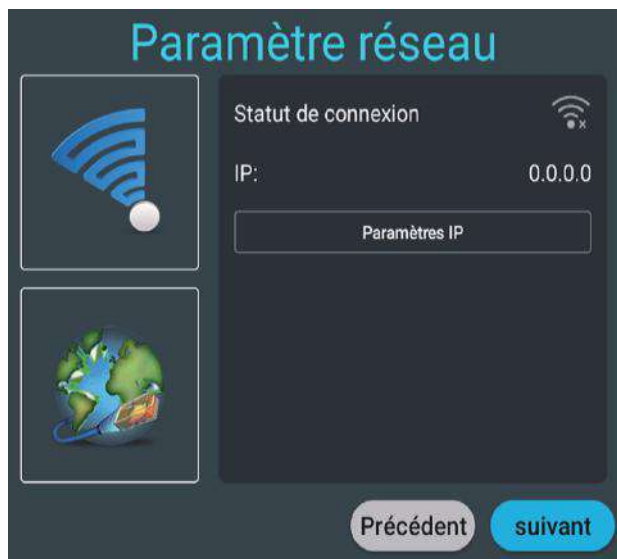 Paramètre réseau
Statut de connexion
IP: 0.0.0.0
Paramètres IP
Précédent suivant